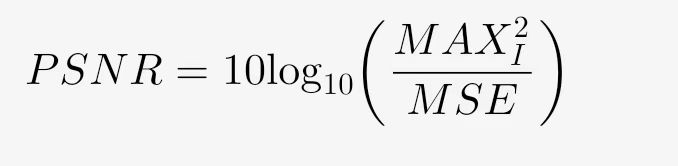 PSNR = 10log₁₀(MAX_I²/MSE)